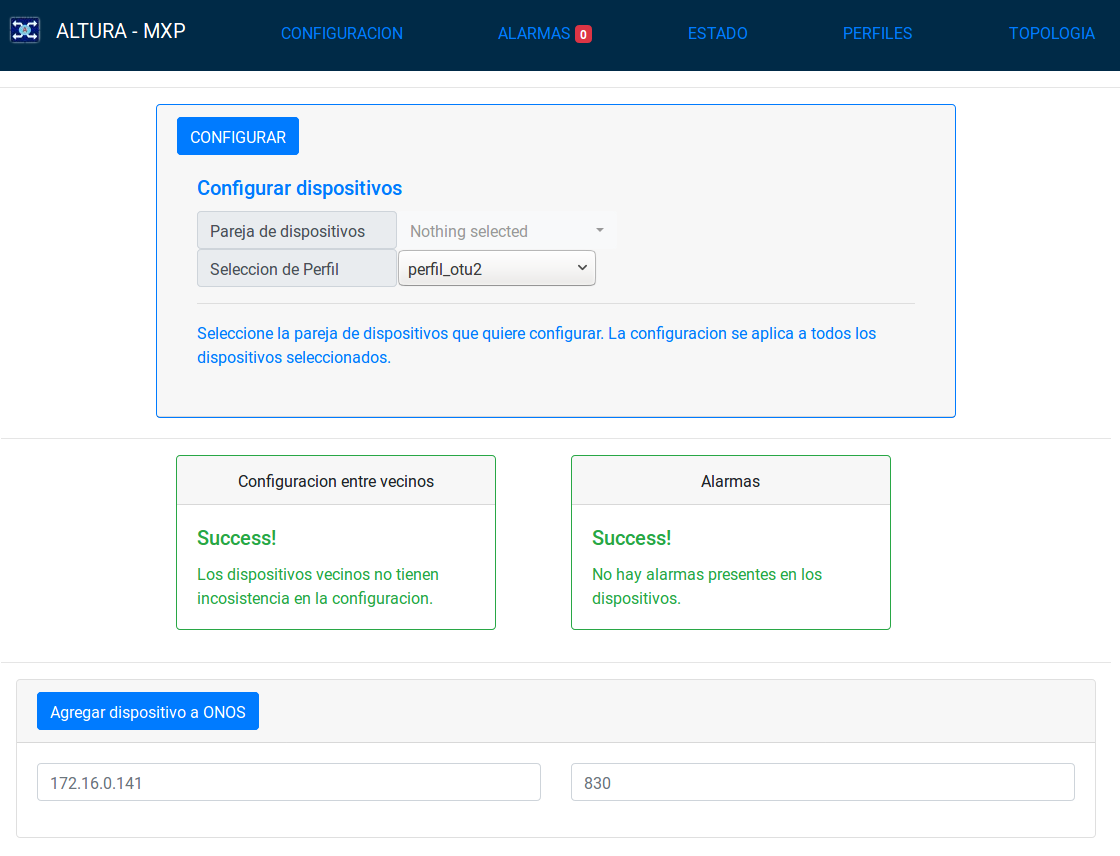 ALTURA - MXP
CONFIGURACION
ALARMAS 0
ESTADO
PERFILES
TOPOLOGIA
CONFIGURAR
Configurar dispositivos
Pareja de dispositivos
Nothing selected
Seleccion de Perfil
perfil_otu2
Seleccione la pareja de dispositivos que quiere configurar. La configuracion se aplica a todos los
dispositivos seleccionados.
Configuracion entre vecinos
Success!
Los dispositivos vecinos no tienen
incosistencia en la configuracion.
Alarmas
Success!
No hay alarmas presentes en los
dispositivos.
Agregar dispositivo a ONOS
172.16.0.141
830